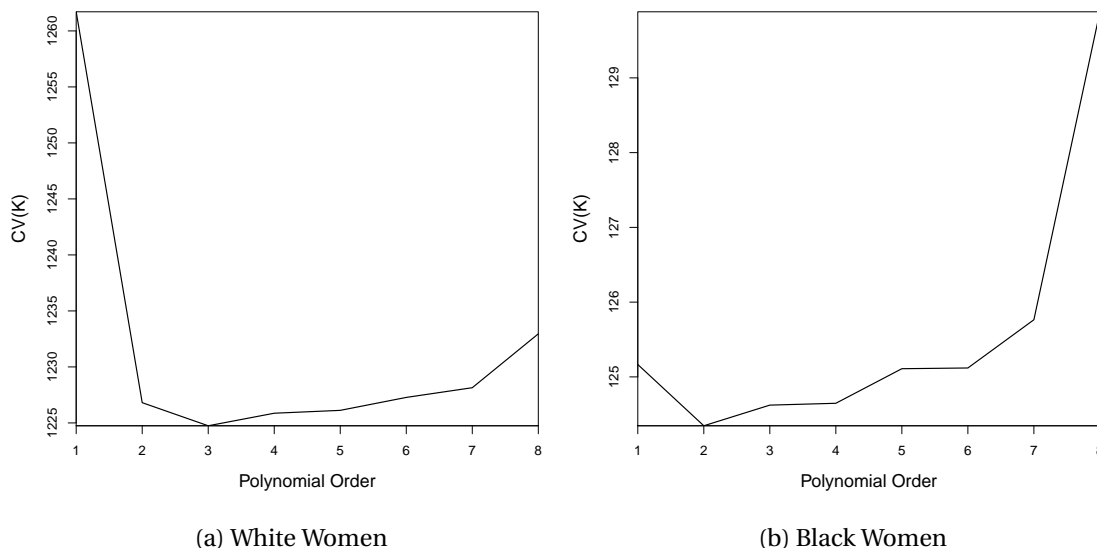 1260
1255
1250
1245
1240
1235
1230
1225
CV(K)
1 2 3 4 5 6 7 8
Polynomial Order
(a) White Women
129
128
127
126
125
CV(K)
1 2 3 4 5 6 7 8
Polynomial Order
(b) Black Women